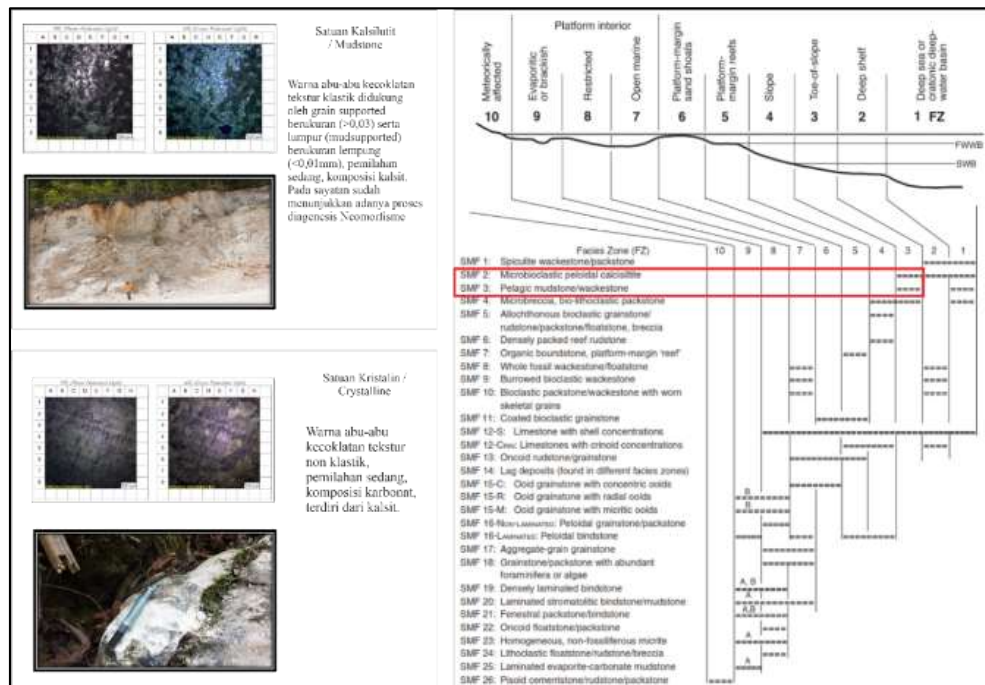 Satuan Kalsilutit
/ Mudstone
Warna abu-abu kecoklatan
tekstur klastik didukung
oleh grain supported
berukuran (>0,03) serta
lumpur (mudsupported)
berukuran lempung
(<0,01mm), pemilahan
sedang, komposisi kalsit.
Pada sayatan sudah
menunjukkan adanya proses
diagenesis Neomorfisme
Satuan Kristalin /
Crystalline
Warna abu-abu
kecoklatan tekstur
non klastik,
pemilahan sedang,
komposisi karbonat,
terdiri dari kalsit.
Platform interior
Meteorically
affected
Evaporitic
or brackish
Restricted
Open marine
Platform-margin
sand shoals
Platform-
margin reefs
Slope
Toe-of-slope
Deep shelf
Deep sea or
cratonic deep-
water basin
10 9 8 7 6 5 4 3 2 1 FZ
FWWB
SWB
Facies Zone (FZ) 10 9 8 7 6 5 4 3 2 1
SMF 1: Spiculite wackestone/packstone
SMF 2: Microbioclastic peloidal calcisiltite
SMF 3: Pelagic mudstone/wackestone
SMF 4: Microbreccia, bio-lithoclastic packstone
SMF 5: Allochthonous bioclastic grainstone/
rudstone/packstone/floatstone, breccia
SMF 6: Densely packed reef rudstone
SMF 7: Organic boundstone, platform-margin 'reef'
SMF 8: Whole fossil wackestone/floatstone
SMF 9: Burrowed bioclastic wackestone
SMF 10: Bioclastic packstone/wackestone with worn
skeletal grains
SMF 11: Coated bioclastic grainstone
SMF 12-S: Limestone with shell concentrations
SMF 12-CRIN: Limestones with crinoid concentrations
SMF 13: Oncoid rudstone/grainstone
SMF 14: Lag deposits (found in different facies zones)
SMF 15-C: Ooid grainstone with concentric ooids
SMF 15-R: Ooid grainstone with radial ooids B
SMF 15-M: Ooid grainstone with micritic ooids B
SMF 16-NON-LAMINATED: Peloidal grainstone/packstone
SMF 16-LAMINATED: Peloidal bindstone
SMF 17: Aggregate-grain grainstone
SMF 18: Grainstone/packstone with abundant
foraminifera or algae
SMF 19: Densely laminated bindstone A, B
SMF 20: Laminated stromatolitic bindstone/mudstone A
SMF 21: Fenestral packstone/bindstone A,B
SMF 22: Oncoid floatstone/packstone
SMF 23: Homogeneous, non-fossiliferous micrite A
SMF 24: Lithoclastic floatstone/rudstone/breccia
SMF 25: Laminated evaporite-carbonate mudstone A
SMF 26: Pisoid cementstone/rudstone/packstone